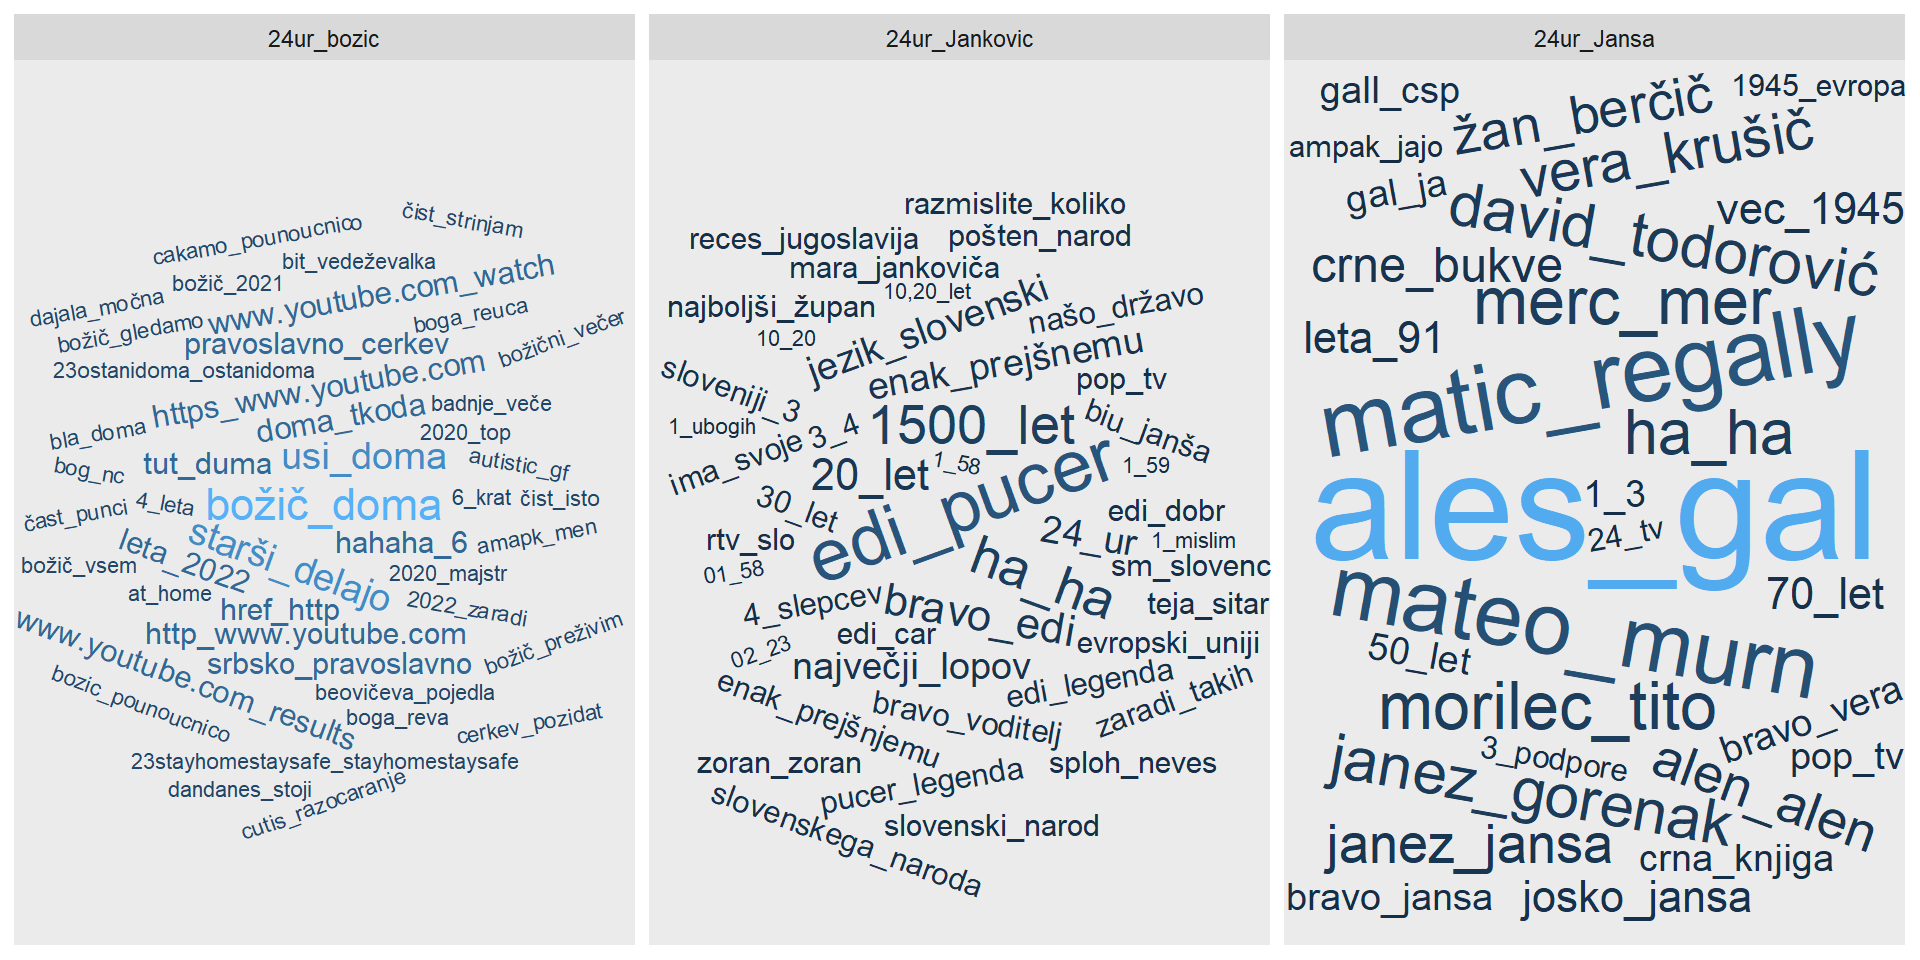 24ur_bozic
čist_strinjam
cakamo_pounoucnico
bit_vedeževalka
božič_2021
www.youtube.com_watch
dajala_močna
božič_gledamo
boga_reuca
pravoslavno_cerkev
božični_večer
23ostanidoma_ostanidoma
https_www.youtube.com
badnje_veče
doma_tkoda
bla_doma
2020_top
usi_doma
tut_duma
autistic_gf
bog_nc
božič_doma
6_krat
čist_isto
4_leta
čast_punci
starši_delajo
hahaha_6
amapk_men
leta_2022
božič_vsem
2020_majstr
at_home
href_http
2022_zaradi
http_www.youtube.com
www.youtube.com_results
božič_preživim
srbsko_pravoslavno
beovičeva_pojedla
bozic_pounoucnico
boga_reva
cerkev_pozidat
23stayhomestaysafe_stayhomestaysafe
dandanes_stoji
cutis_razocaranje
24ur_Jankovic
razmislite_koliko
reces_jugoslavija
pošten_narod
mara_jankoviča
10,20_let
najboljši_župan
jezik_slovenski
našo_državo
10_20
enak_prejšnemu
sloveniji_3
pop_tv
1_ubogih
3_4
1500_let
biu_janša
ima_svoje
20_let
1_58
1_59
edi_pucer
30_let
edi_dobr
rtv_slo
24_ur
1_mislim
01_58
ha_ha
sm_slovenc
4_slepcev
bravo_edi
teja_sitar
edi_car
02_23
evropski_uniji
največji_lopov
edi_legenda
enak_prejšnjemu
bravo_voditelj
zaradi_takih
zoran_zoran
pucer_legenda
sploh_neves
slovenskega_naroda
slovenski_narod
24ur_Jansa
gall_csp
žan_berčič
1945_evropa
ampak_jajo
vera_krušič
gal_ja
david_todorović
vec_1945
crne_bukve
merc_mer
leta_91
matic_regally
ha_ha
ales_gal
1_3
24_tv
mateo_murn
70_let
50_let
morilec_tito
bravo_vera
3_podpore
pop_tv
janez_gorenak
alen_alen
janez_jansa
crna_knjiga
bravo_jansa
josko_jansa